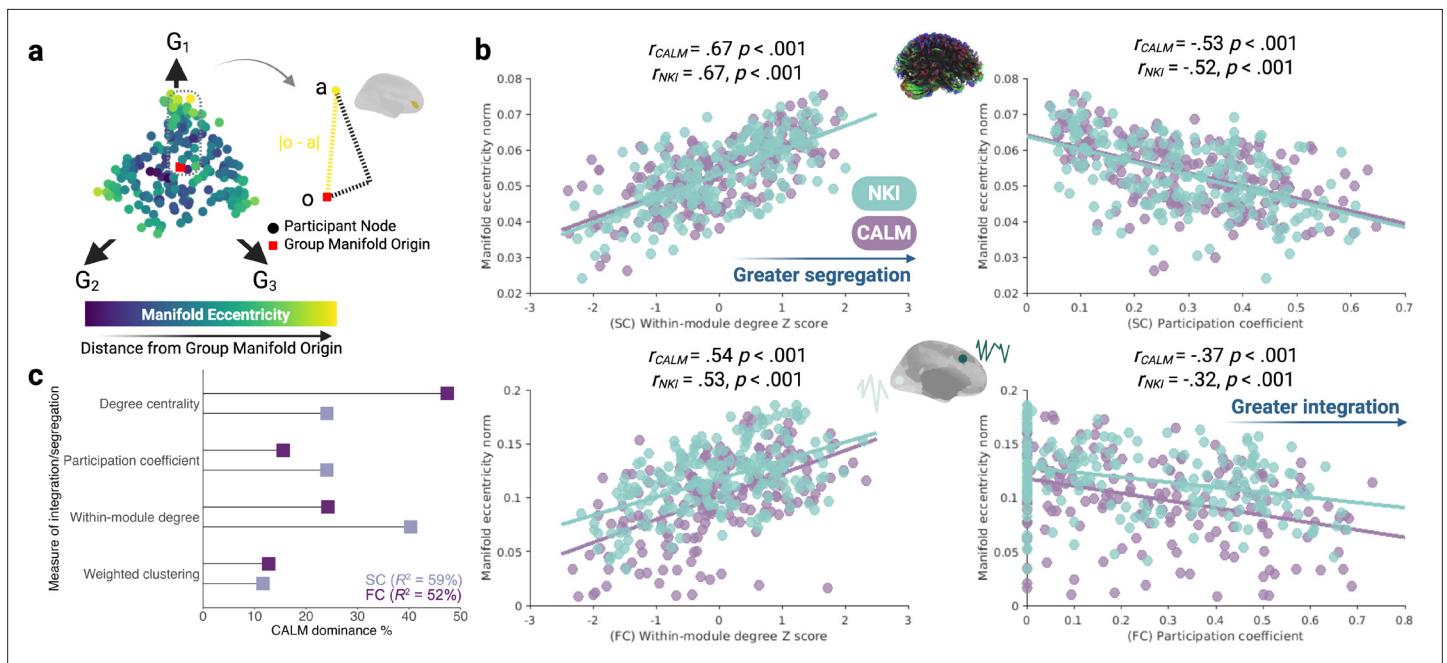 a
G1
a
|o - a|
o
Participant Node
Group Manifold Origin
G2
G3
Manifold Eccentricity
Distance from Group Manifold Origin
b
rCALM = .67 p < .001
rNKI = .67, p < .001
Manifold eccentricity norm
0.08
0.07
0.06
0.05
0.04
0.03
0.02
-3
-2
-1
0
1
2
3
(SC) Within-module degree Z score
NKI
CALM
Greater segregation
rCALM = -.53 p < .001
rNKI = -.52, p < .001
Manifold eccentricity norm
0.08
0.07
0.06
0.05
0.04
0.03
0.02
0
0.1
0.2
0.3
0.4
0.5
0.6
0.7
(SC) Participation coefficient
rCALM = .54 p < .001
rNKI = .53, p < .001
Manifold eccentricity norm
0.2
0.15
0.1
0.05
0
-3
-2
-1
0
1
2
3
(FC) Within-module degree Z score
rCALM = -.37 p < .001
rNKI = -.32, p < .001
Greater integration
Manifold eccentricity norm
0.2
0.15
0.1
0.05
0
0
0.1
0.2
0.3
0.4
0.5
0.6
0.7
0.8
(FC) Participation coefficient
c
Measure of integration/segregation
Degree centrality
Participation coefficient
Within-module degree
Weighted clustering
SC (R² = 59%)
FC (R² = 52%)
0
10
20
30
40
50
CALM dominance %